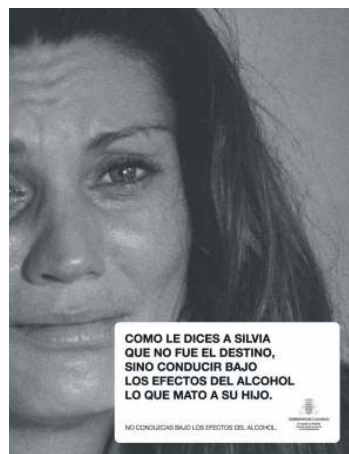 COMO LE DICES A SILVIA
QUE NO FUE EL DESTINO,
SINO CONDUCIR BAJO
LOS EFECTOS DEL ALCOHOL
LO QUE MATO A SU HIJO.
NO CONDUZCAS BAJO LOS EFECTOS DEL ALCOHOL.